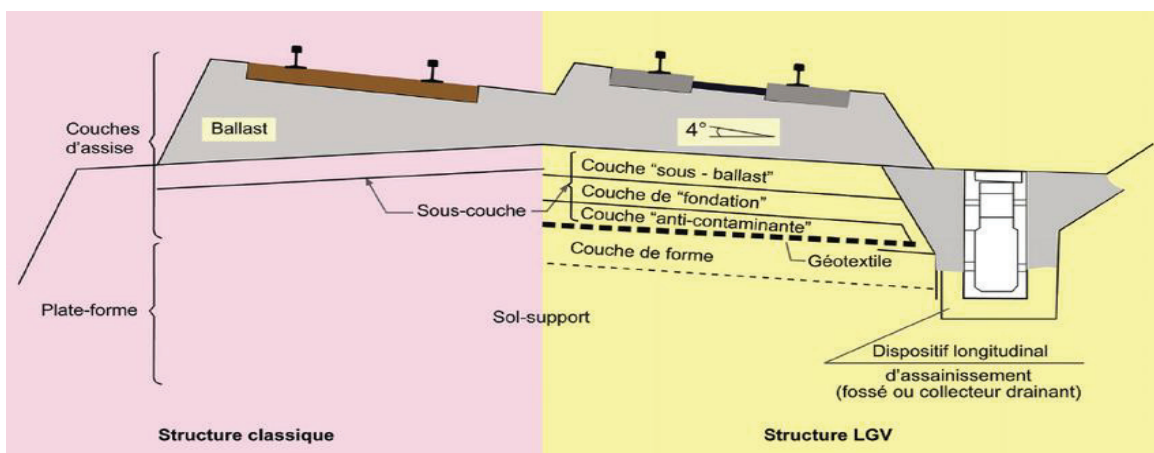 Couches
d'assise
Ballast
4°
Couche "sous - ballast"
Couche de "fondation"
Couche "anti-contaminante"
Sous-couche
Géotextile
Couche de forme
Plate-forme
Sol-support
Dispositif longitudinal
d'assainissement
(fossé ou collecteur drainant)
Structure classique
Structure LGV